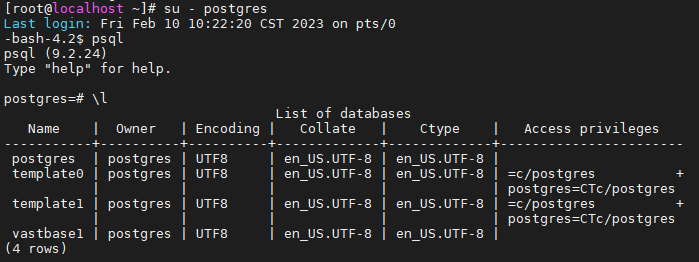 [root@localhost ~]# su - postgres
Last login: Fri Feb 10 10:22:20 CST 2023 on pts/0
-bash-4.2$ psql
psql (9.2.24)
Type "help" for help.

postgres=# \l
                                  List of databases
   Name    |  Owner   | Encoding |   Collate   |    Ctype    |   Access privileges
-----------+----------+----------+-------------+-------------+-----------------------
 postgres  | postgres | UTF8     | en_US.UTF-8 | en_US.UTF-8 |
 template0 | postgres | UTF8     | en_US.UTF-8 | en_US.UTF-8 | =c/postgres          +
           |          |          |             |             | postgres=CTc/postgres
 template1 | postgres | UTF8     | en_US.UTF-8 | en_US.UTF-8 | =c/postgres          +
           |          |          |             |             | postgres=CTc/postgres
 vastbase1 | postgres | UTF8     | en_US.UTF-8 | en_US.UTF-8 |
(4 rows)